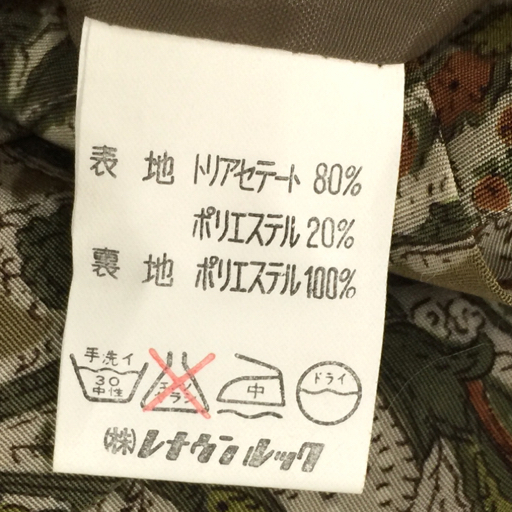 表地 トリアセテート 80%
ポリエステル 20%
裏地 ポリエステル 100%
手洗イ 30 中性
エンソ サラシ
中
ドライ
(株)レナウンルック